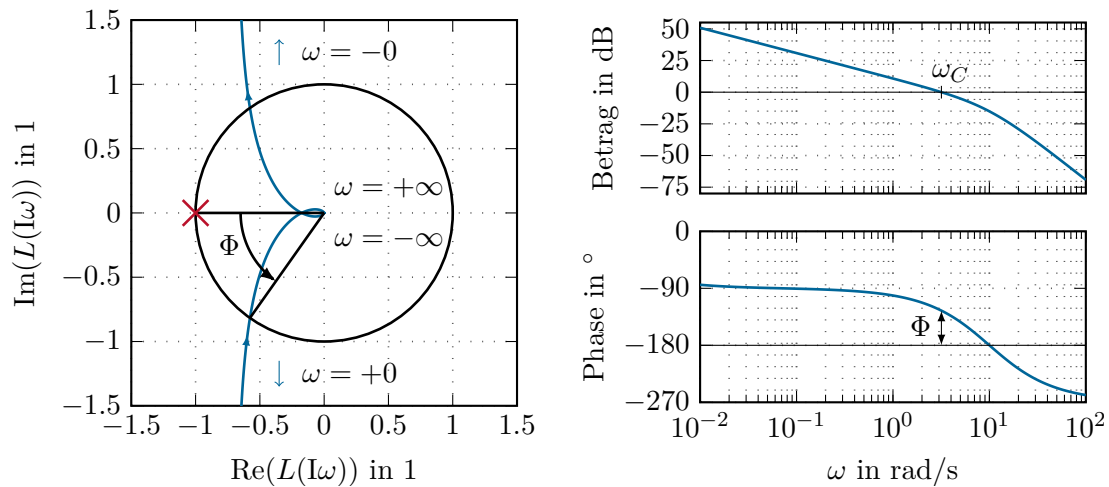 1.5
1
0.5
0
−0.5
−1
−1.5
Im(L(Iω)) in 1
↑ ω = −0
ω = +∞
ω = −∞
Φ
↓ ω = +0
−1.5 −1 −0.5 0 0.5 1 1.5
Re(L(Iω)) in 1
50
25
0
−25
−50
−75
Betrag in dB
ω_C
0
−90
−180
−270
Phase in °
Φ
10^−2 10^−1 10^0 10^1 10^2
ω in rad/s